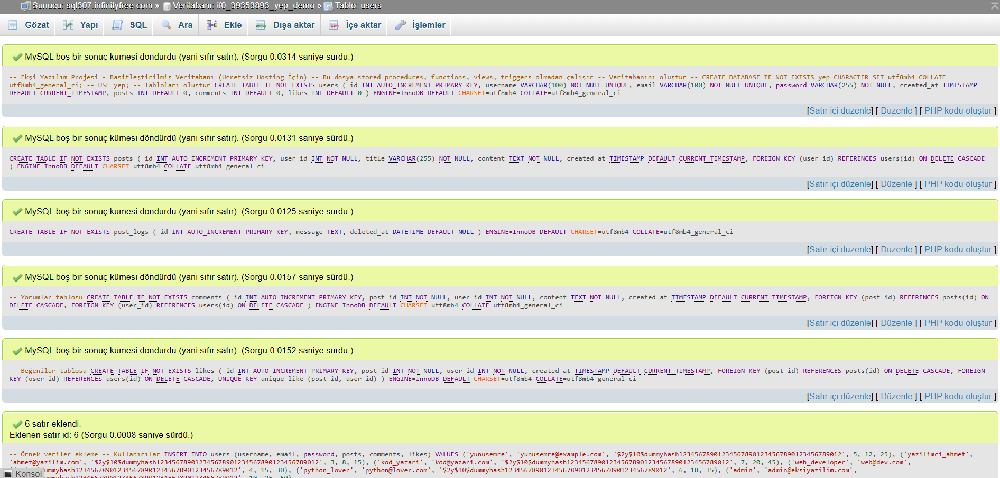 Sunucu: sql307.infinityfree.com » Veritabanı: if0_39353893_yep_demo » Tablo: users
Gözat Yapı SQL Ara Ekle Dışa aktar İçe aktar İşlemler
MySQL boş bir sonuç kümesi döndürdü (yani sıfır satır). (Sorgu 0.0314 saniye sürdü.)
-- Ekşi Yazılım Projesi - Basitleştirilmiş Veritabanı (Ücretsiz Hosting İçin) -- Bu dosya stored procedures, functions, views, triggers olmadan çalışır -- Veritabanını oluştur -- CREATE DATABASE IF NOT EXISTS yep CHARACTER SET utf8mb4 COLLATE
utf8mb4_general_ci; -- USE yep; -- Tabloları oluştur CREATE TABLE IF NOT EXISTS users ( id INT AUTO_INCREMENT PRIMARY KEY, username VARCHAR(100) NOT NULL UNIQUE, email VARCHAR(100) NOT NULL UNIQUE, password VARCHAR(255) NOT NULL, created_at TIMESTAMP
DEFAULT CURRENT_TIMESTAMP, posts INT DEFAULT 0, comments INT DEFAULT 0, likes INT DEFAULT 0 ) ENGINE=InnoDB DEFAULT CHARSET=utf8mb4 COLLATE=utf8mb4_general_ci
[Satır içi düzenle] [ Düzenle ] [ PHP kodu oluştur ]
MySQL boş bir sonuç kümesi döndürdü (yani sıfır satır). (Sorgu 0.0131 saniye sürdü.)
CREATE TABLE IF NOT EXISTS posts ( id INT AUTO_INCREMENT PRIMARY KEY, user_id INT NOT NULL, title VARCHAR(255) NOT NULL, content TEXT NOT NULL, created_at TIMESTAMP DEFAULT CURRENT_TIMESTAMP, FOREIGN KEY (user_id) REFERENCES users(id) ON DELETE CASCADE
) ENGINE=InnoDB DEFAULT CHARSET=utf8mb4 COLLATE=utf8mb4_general_ci
[Satır içi düzenle] [ Düzenle ] [ PHP kodu oluştur ]
MySQL boş bir sonuç kümesi döndürdü (yani sıfır satır). (Sorgu 0.0125 saniye sürdü.)
CREATE TABLE IF NOT EXISTS post_logs ( id INT AUTO_INCREMENT PRIMARY KEY, message TEXT, deleted_at DATETIME DEFAULT NULL ) ENGINE=InnoDB DEFAULT CHARSET=utf8mb4 COLLATE=utf8mb4_general_ci
[Satır içi düzenle] [ Düzenle ] [ PHP kodu oluştur ]
MySQL boş bir sonuç kümesi döndürdü (yani sıfır satır). (Sorgu 0.0157 saniye sürdü.)
-- Yorumlar tablosu CREATE TABLE IF NOT EXISTS comments ( id INT AUTO_INCREMENT PRIMARY KEY, post_id INT NOT NULL, user_id INT NOT NULL, content TEXT NOT NULL, created_at TIMESTAMP DEFAULT CURRENT_TIMESTAMP, FOREIGN KEY (post_id) REFERENCES posts(id) ON
DELETE CASCADE, FOREIGN KEY (user_id) REFERENCES users(id) ON DELETE CASCADE ) ENGINE=InnoDB DEFAULT CHARSET=utf8mb4 COLLATE=utf8mb4_general_ci
[Satır içi düzenle] [ Düzenle ] [ PHP kodu oluştur ]
MySQL boş bir sonuç kümesi döndürdü (yani sıfır satır). (Sorgu 0.0152 saniye sürdü.)
-- Beğeniler tablosu CREATE TABLE IF NOT EXISTS likes ( id INT AUTO_INCREMENT PRIMARY KEY, post_id INT NOT NULL, user_id INT NOT NULL, created_at TIMESTAMP DEFAULT CURRENT_TIMESTAMP, FOREIGN KEY (post_id) REFERENCES posts(id) ON DELETE CASCADE, FOREIGN
KEY (user_id) REFERENCES users(id) ON DELETE CASCADE, UNIQUE KEY unique_like (post_id, user_id) ) ENGINE=InnoDB DEFAULT CHARSET=utf8mb4 COLLATE=utf8mb4_general_ci
[Satır içi düzenle] [ Düzenle ] [ PHP kodu oluştur ]
6 satır eklendi.
Eklenen satır id: 6 (Sorgu 0.0008 saniye sürdü.)
-- Örnek veriler ekleme -- Kullanıcılar INSERT INTO users (username, email, password, posts, comments, likes) VALUES ('yunusemre', 'yunusemre@example.com', '$2y$10$dummyhash1234567890123456789012345678901234567890​12', 5, 12, 25), ('yazilimci_ahmet',
'ahmet@yazilim.com', '$2y$10$dummyhash123456789012345678901234567890123456789012', 3, 8, 15), ('kod_yazari', 'kod@yazari.com', '$2y$10$dummyhash123456789012345678901234567890123456789012', 7, 20, 45), ('web_developer', 'web@dev.com',
dummyhash123456789012345678901234567890123456789012', 4, 15, 30), ('python_lover', 'python@lover.com', '$2y$10$dummyhash123456789012345678901234567890123456789012', 6, 18, 35), ('admin', 'admin@eksiyazilim.com',
Konsol